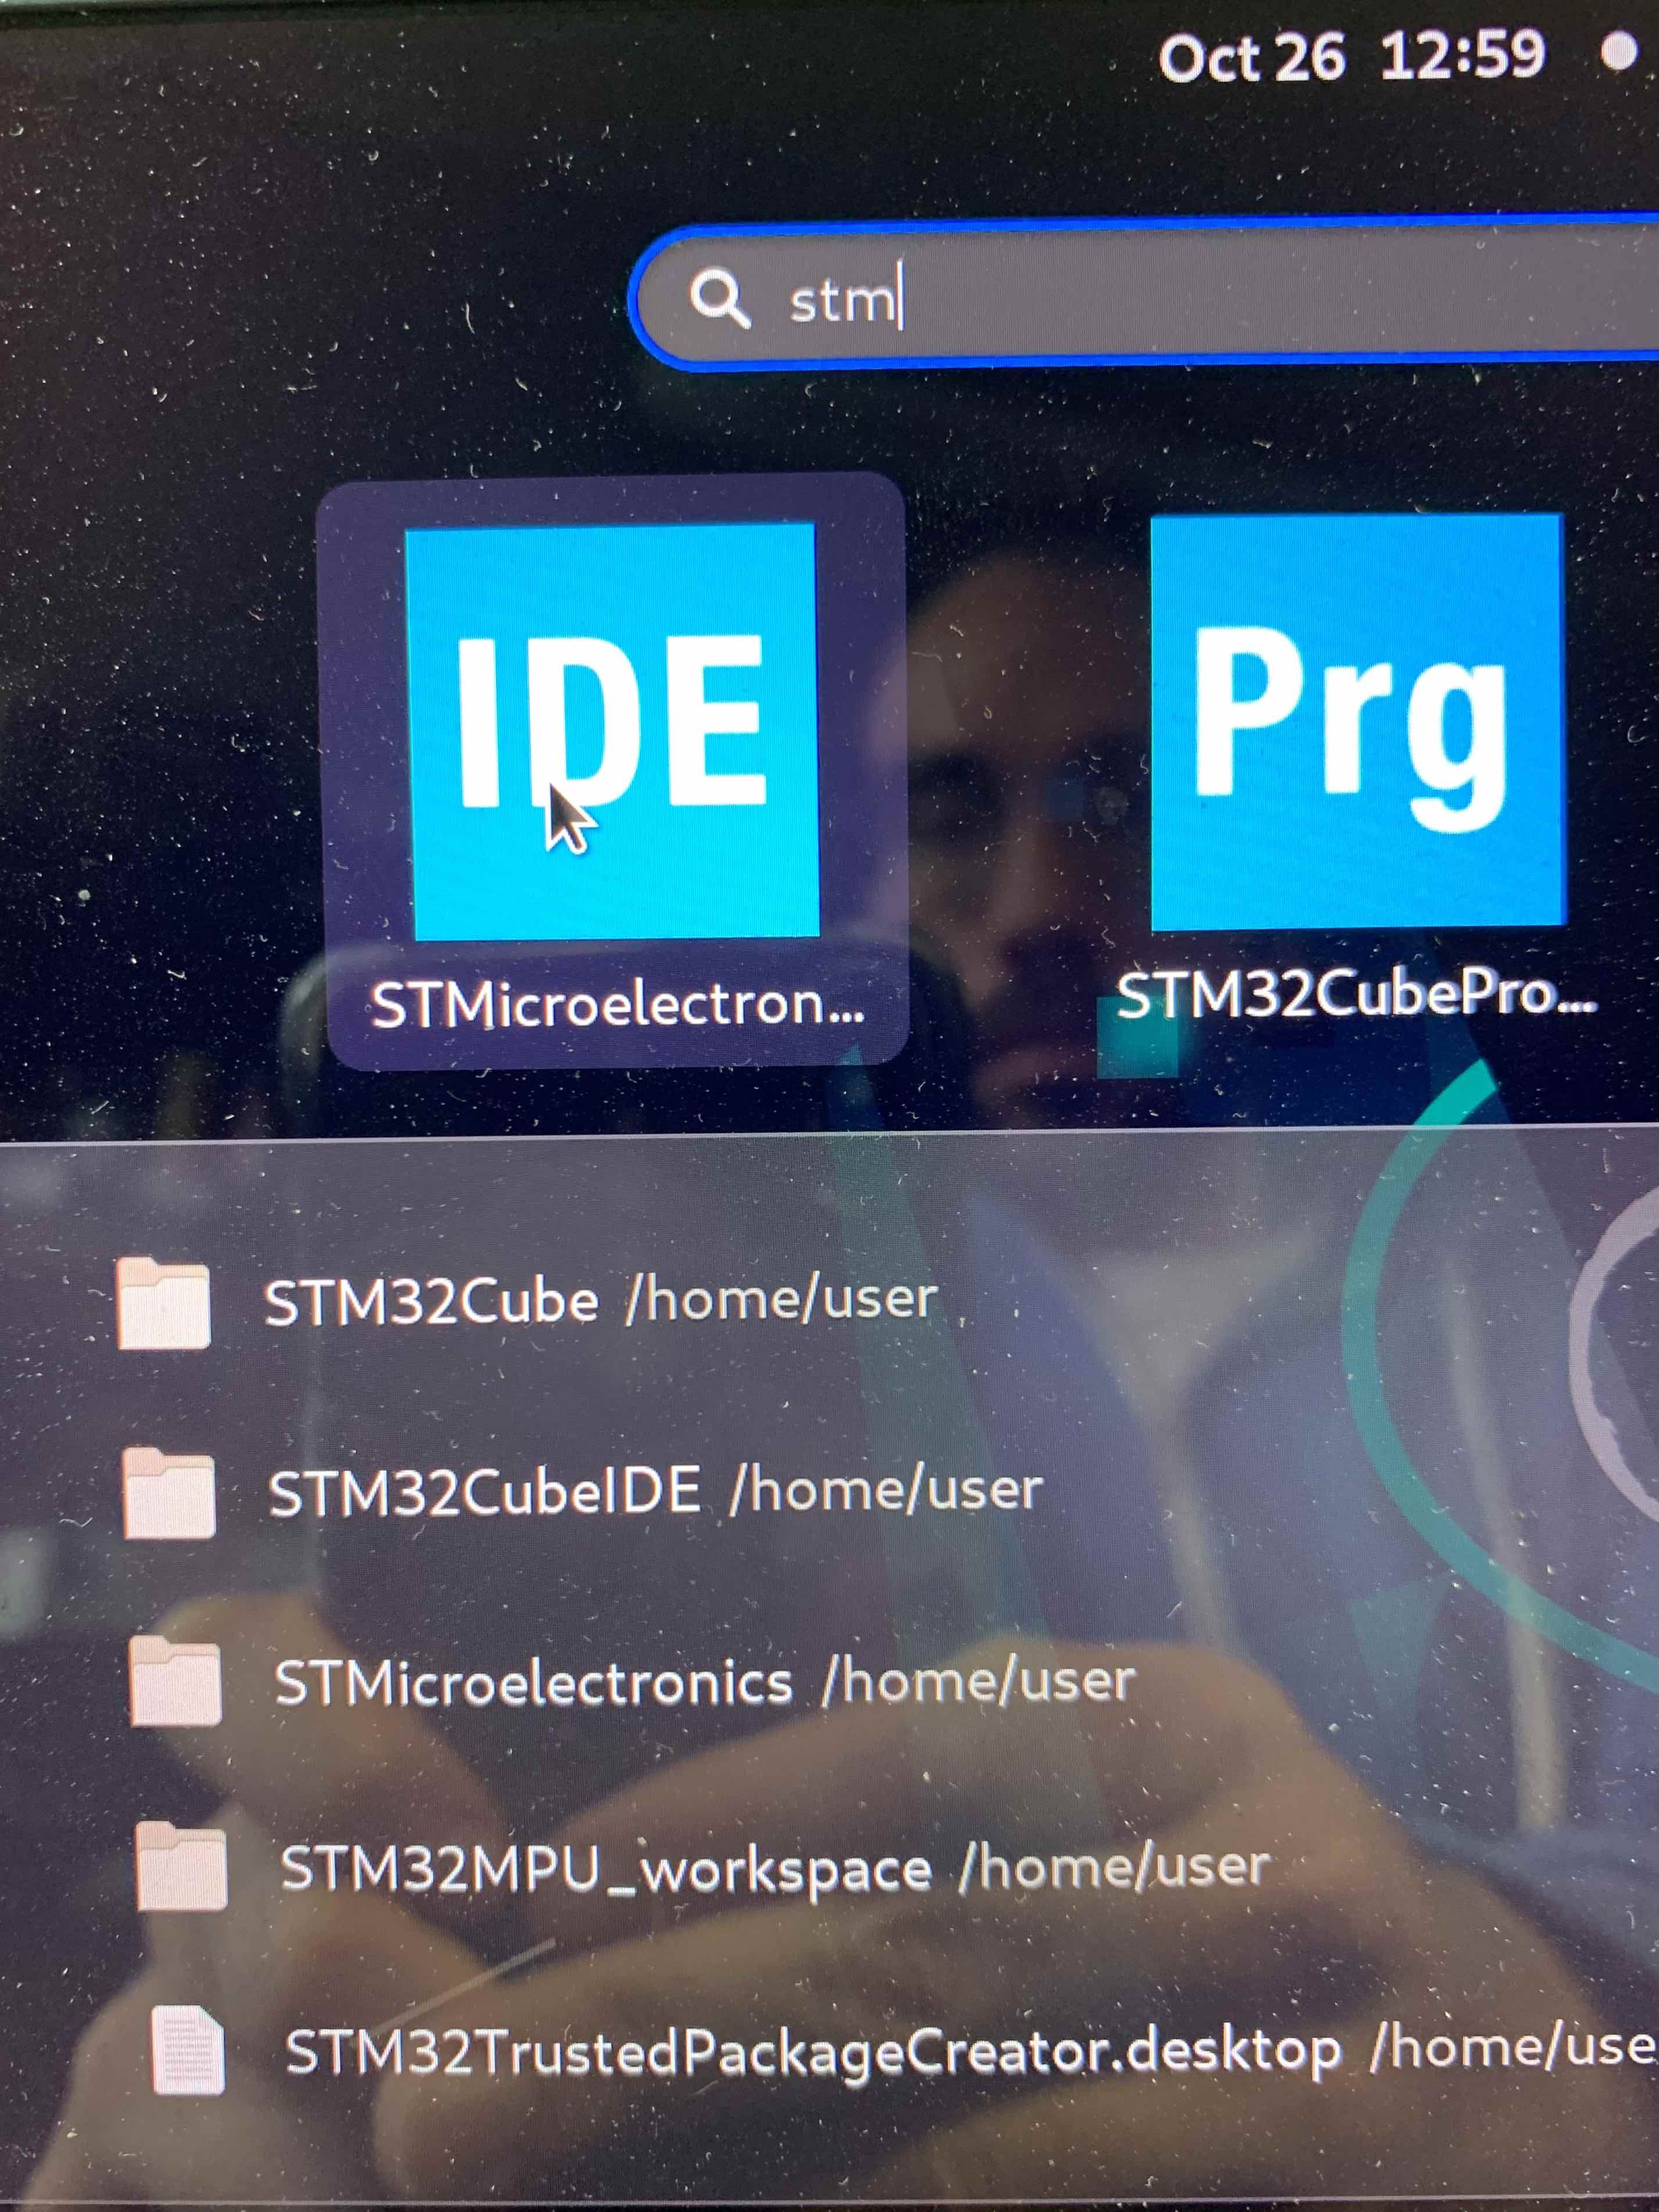 Oct 26 12:59
stm
IDE
Prg
STMicroelectron...
STM32CubePro...
STM32Cube /home/user
STM32CubeIDE /home/user
STMicroelectronics /home/user
STM32MPU_workspace /home/user
STM32TrustedPackageCreator.desktop /home/use